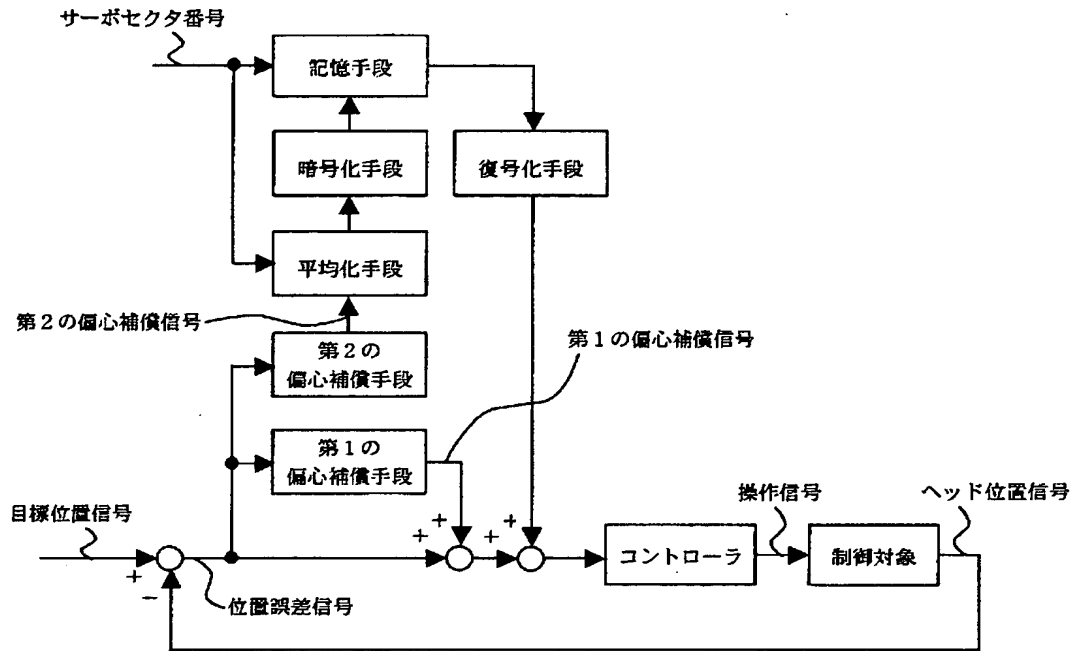 サーボセクタ番号
記憶手段
暗号化手段
復号化手段
平均化手段
第2の偏心補償信号
第2の
偏心補償手段
第1の偏心補償信号
第1の
偏心補償手段
目標位置信号
操作信号
ヘッド位置信号
+
+
+
+
コントローラ
制御対象
+
−
位置誤差信号